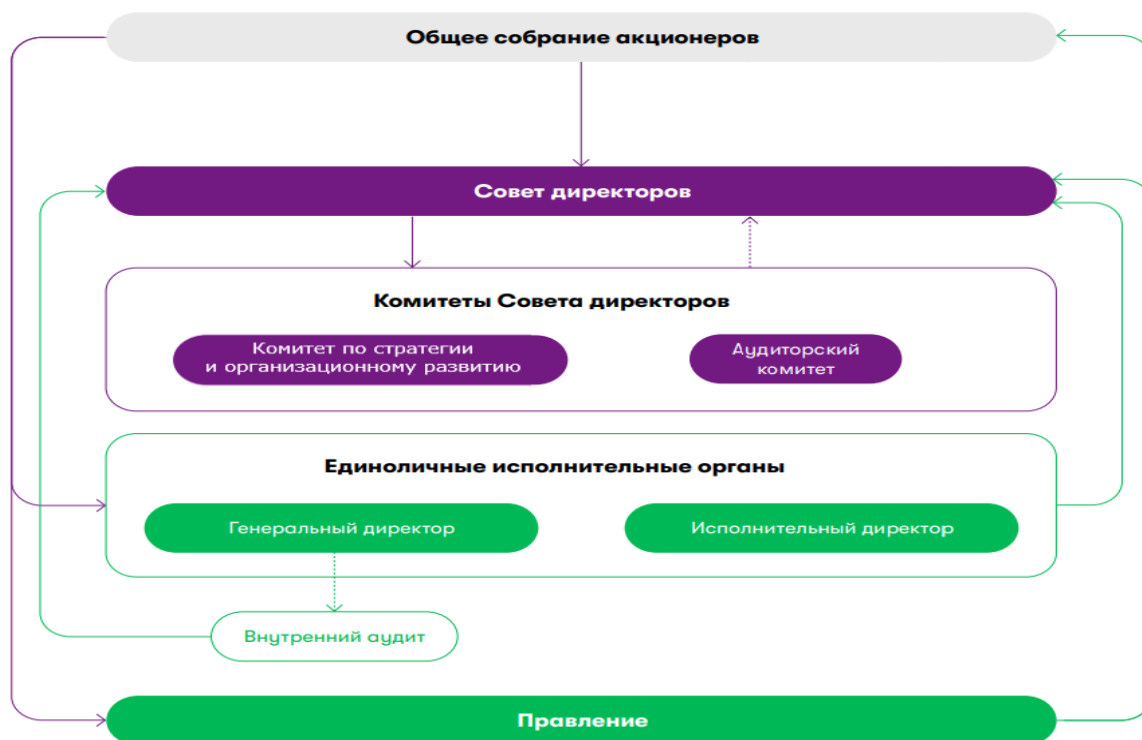 Общее собрание акционеров
Совет директоров
Комитеты Совета директоров
Комитет по стратегии
и организационному развитию
Аудиторский
комитет
Единоличные исполнительные органы
Генеральный директор
Исполнительный директор
Внутренний аудит
Правление